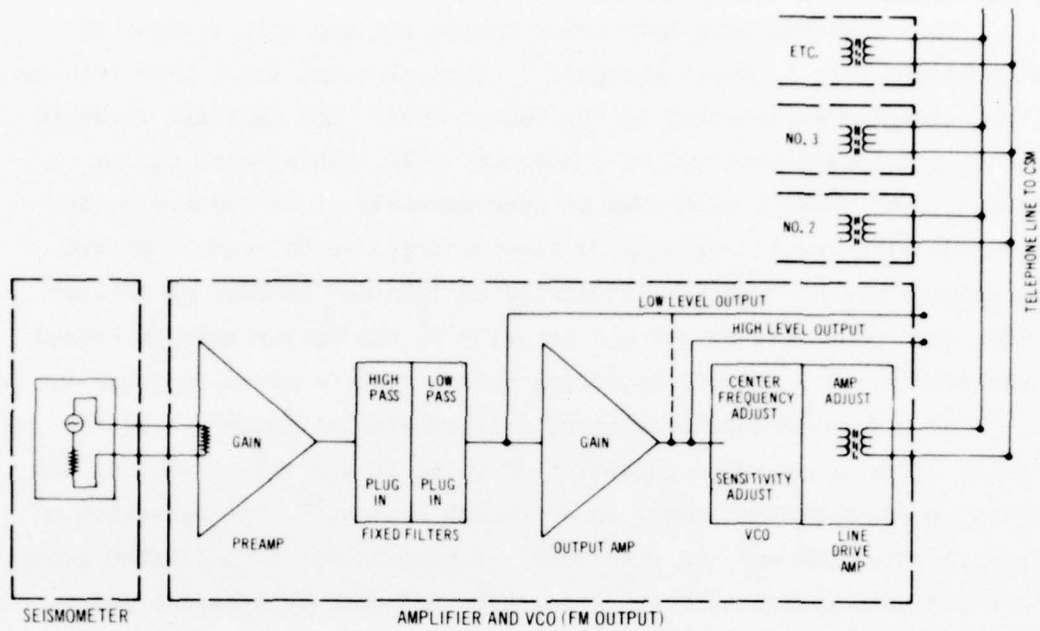 ETC.
NO. 3
NO. 2
TELEPHONE LINE TO CSM
LOW LEVEL OUTPUT
HIGH LEVEL OUTPUT
HIGH PASS
LOW PASS
CENTER FREQUENCY ADJUST
AMP ADJUST
GAIN
GAIN
PLUG IN
PLUG IN
SENSITIVITY ADJUST
PREAMP
FIXED FILTERS
OUTPUT AMP
VCO
LINE DRIVE AMP
SEISMOMETER
AMPLIFIER AND VCO (FM OUTPUT)